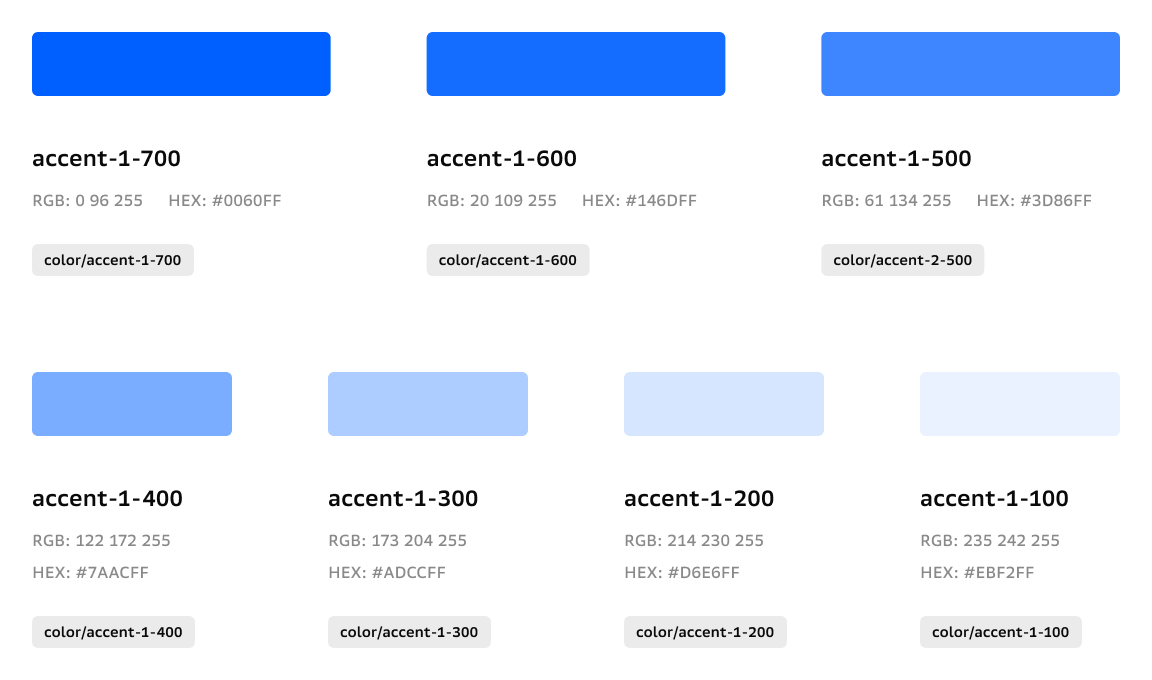 accent-1-700
RGB: 0 96 255 HEX: #0060FF
color/accent-1-700
accent-1-600
RGB: 20 109 255 HEX: #146DFF
color/accent-1-600
accent-1-500
RGB: 61 134 255 HEX: #3D86FF
color/accent-2-500
accent-1-400
RGB: 122 172 255
HEX: #7AACFF
color/accent-1-400
accent-1-300
RGB: 173 204 255
HEX: #ADCCFF
color/accent-1-300
accent-1-200
RGB: 214 230 255
HEX: #D6E6FF
color/accent-1-200
accent-1-100
RGB: 235 242 255
HEX: #EBF2FF
color/accent-1-100